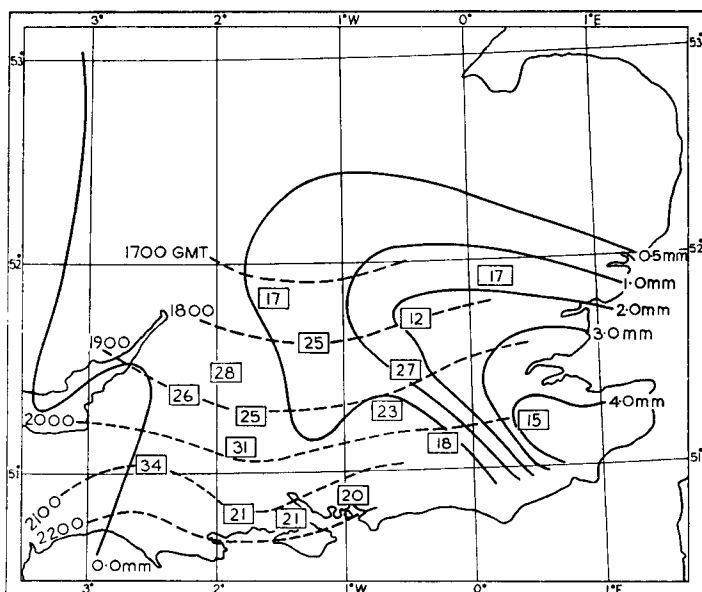 3° 2° 1°W 0° 1°E
53° 53°
52° 1700 GMT 52°
0.5mm
17 17
1.0mm
1800 2.0mm
12
3.0mm
1900 25
28 27
26 4.0mm
25 23
2000 15
31 18
51° 34 51°
20
2100 21 21
2200
0.0mm
3° 2° 1°W 0° 1°E